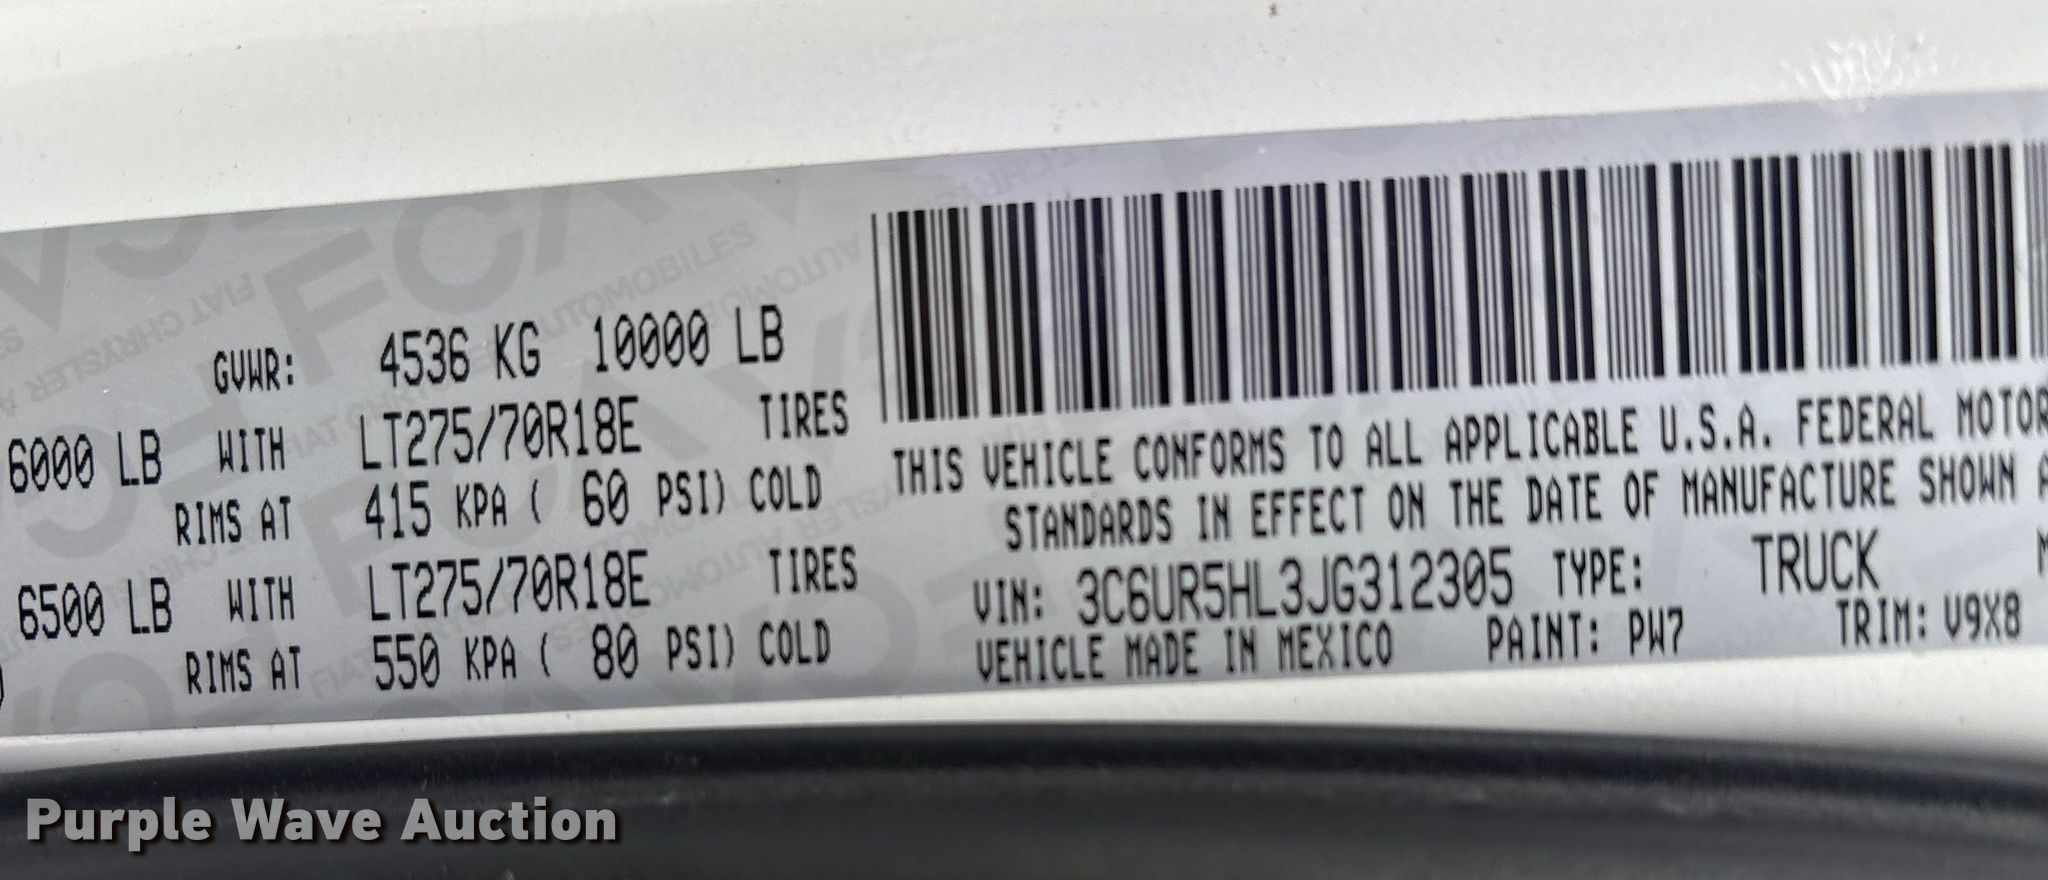 GVWR: 4536 KG 10000 LB
6000 LB WITH LT275/70R18E TIRES
RIMS AT 415 KPA ( 60 PSI) COLD
6500 LB WITH LT275/70R18E TIRES
RIMS AT 550 KPA ( 80 PSI) COLD
THIS VEHICLE CONFORMS TO ALL APPLICABLE U.S.A. FEDERAL MOTOR
STANDARDS IN EFFECT ON THE DATE OF MANUFACTURE SHOWN A
VIN: 3C6UR5HL3JG312305 TYPE: TRUCK M
VEHICLE MADE IN MEXICO PAINT: PW7 TRIM: V9X8
Purple Wave Auction